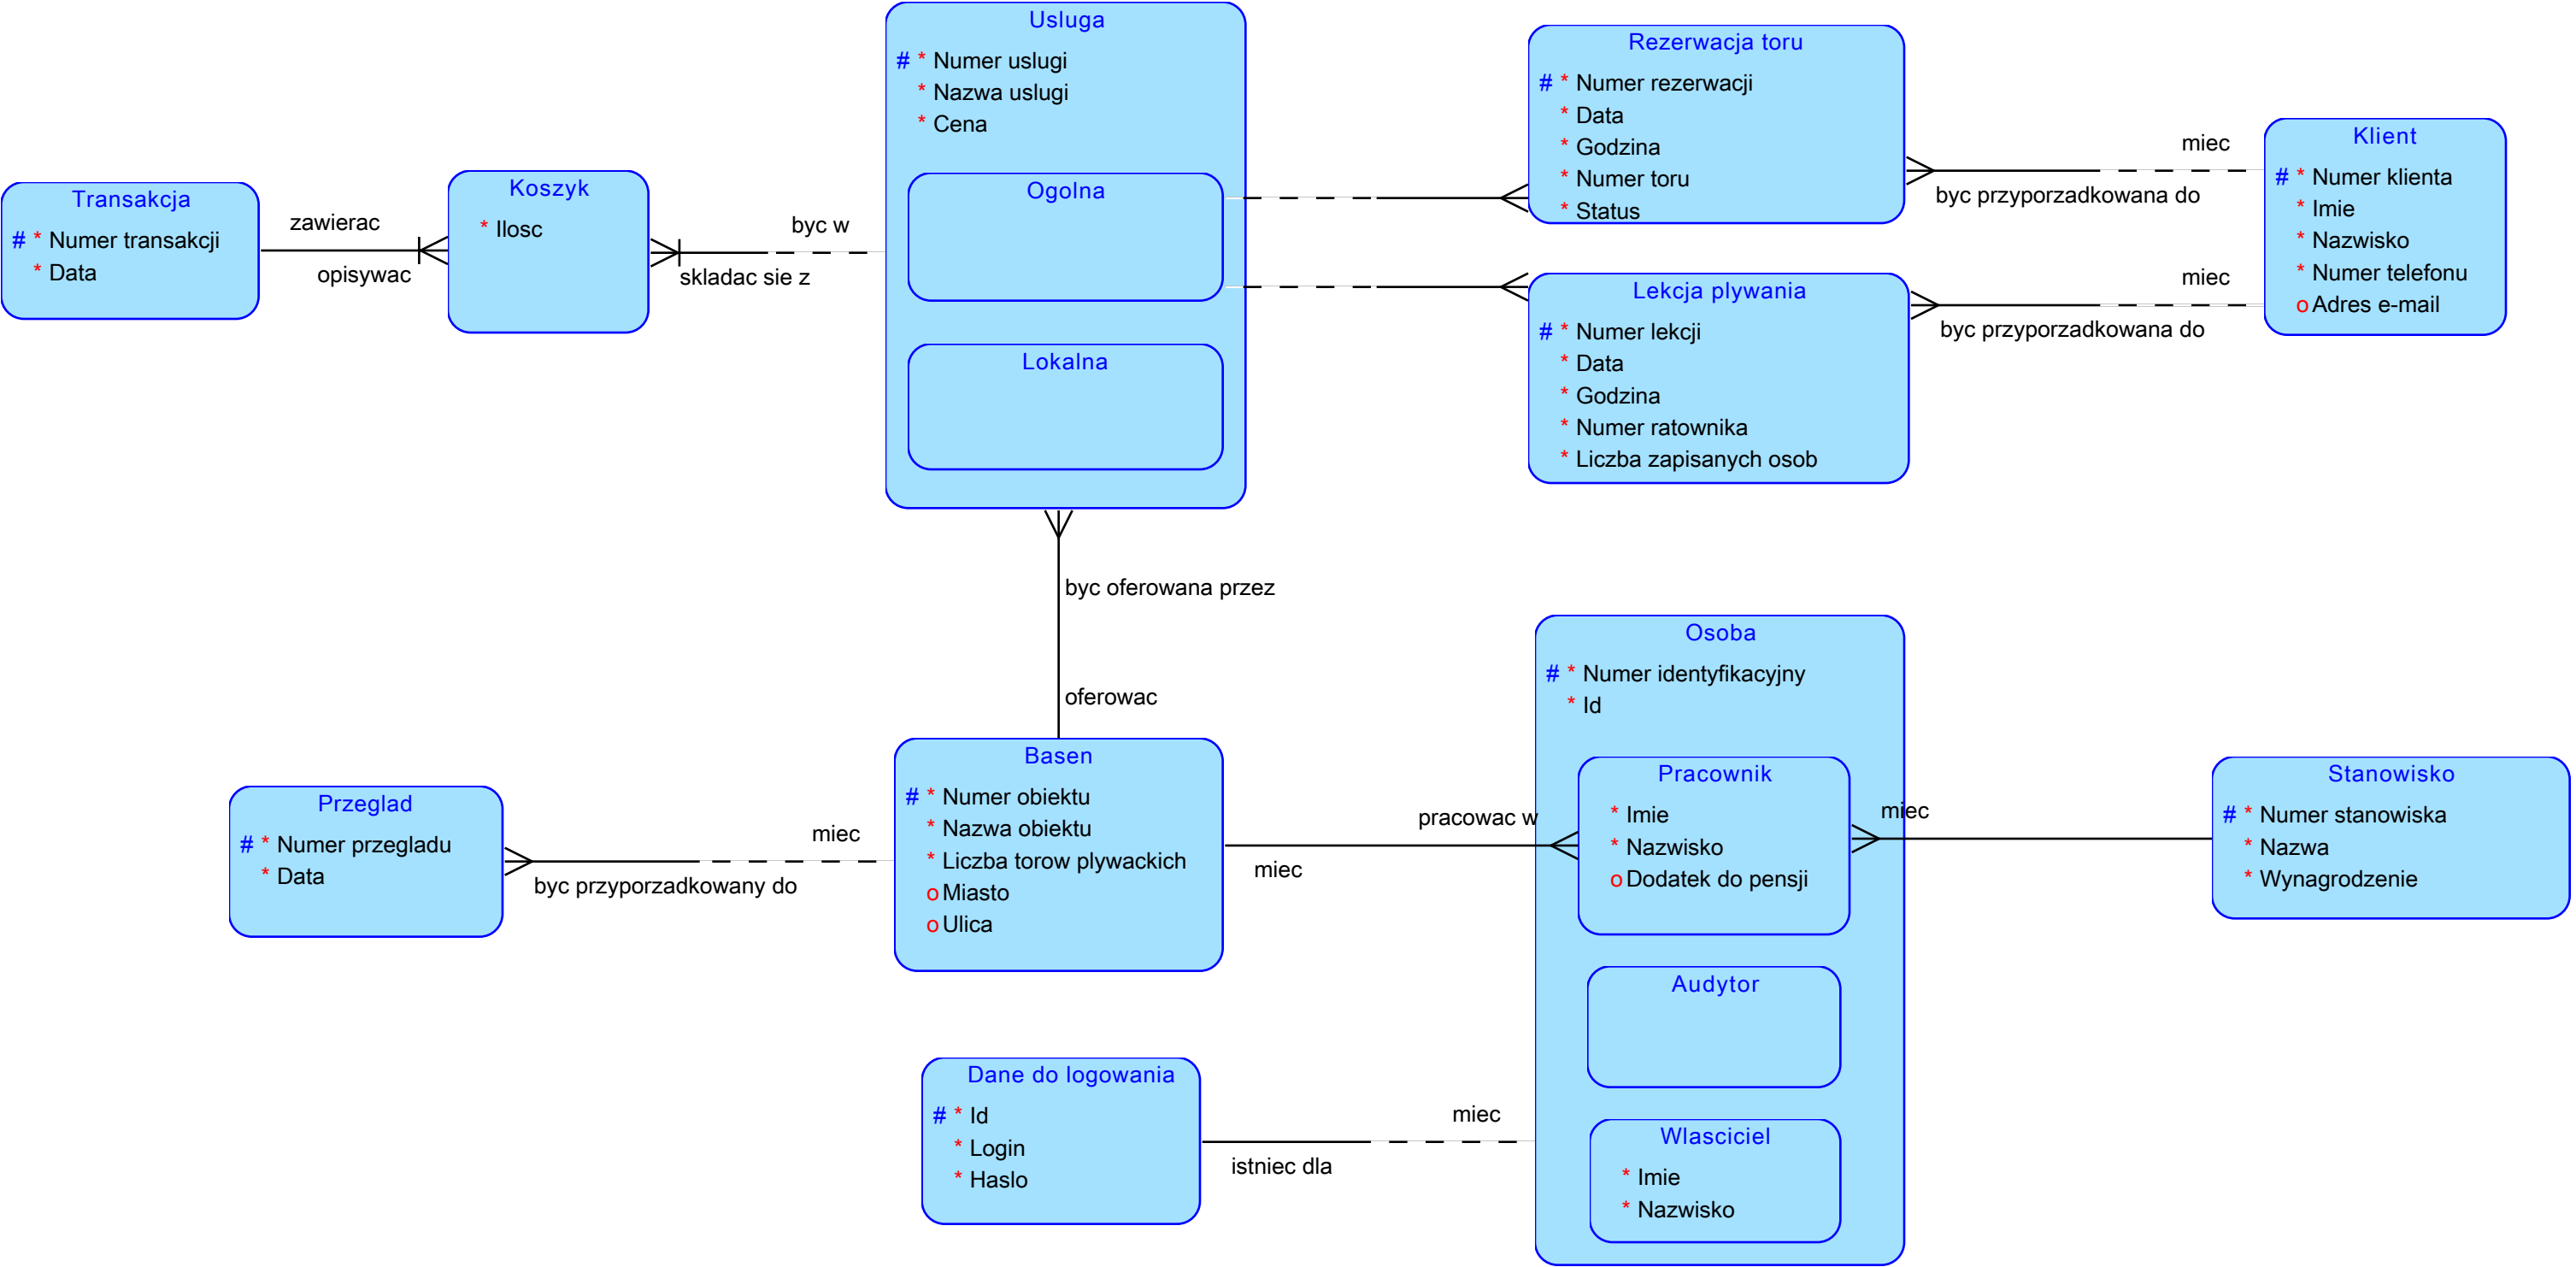 Transakcja
# * Numer transakcji
* Data
zawierac
opisywac
Koszyk
* Ilosc
byc w
skladac sie z
Usluga
# * Numer uslugi
* Nazwa uslugi
* Cena
Ogolna
Lokalna
Rezerwacja toru
# * Numer rezerwacji
* Data
* Godzina
* Numer toru
* Status
miec
byc przyporzadkowana do
Klient
# * Numer klienta
* Imie
* Nazwisko
* Numer telefonu
o Adres e-mail
Lekcja plywania
# * Numer lekcji
* Data
* Godzina
* Numer ratownika
* Liczba zapisanych osob
miec
byc przyporzadkowana do
byc oferowana przez
oferowac
Przeglad
# * Numer przegladu
* Data
miec
byc przyporzadkowany do
Basen
# * Numer obiektu
* Nazwa obiektu
* Liczba torow plywackich
o Miasto
o Ulica
pracowac w
miec
Osoba
# * Numer identyfikacyjny
* Id
Pracownik
* Imie
* Nazwisko
o Dodatek do pensji
miec
Stanowisko
# * Numer stanowiska
* Nazwa
* Wynagrodzenie
Audytor
Dane do logowania
# * Id
* Login
* Haslo
miec
istniec dla
Wlasciciel
* Imie
* Nazwisko